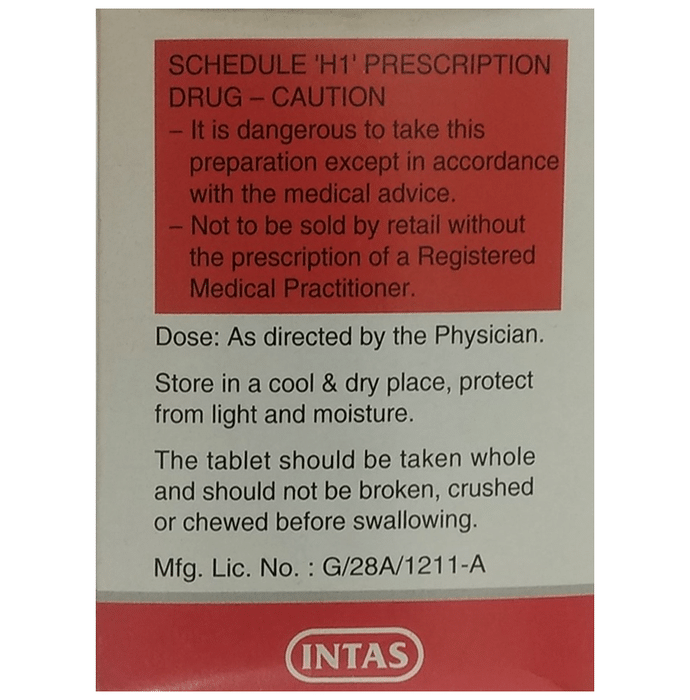 SCHEDULE 'H1' PRESCRIPTION
DRUG – CAUTION
– It is dangerous to take this
preparation except in accordance
with the medical advice.
– Not to be sold by retail without
the prescription of a Registered
Medical Practitioner.
Dose: As directed by the Physician.
Store in a cool & dry place, protect
from light and moisture.
The tablet should be taken whole
and should not be broken, crushed
or chewed before swallowing.
Mfg. Lic. No. : G/28A/1211-A
INTAS